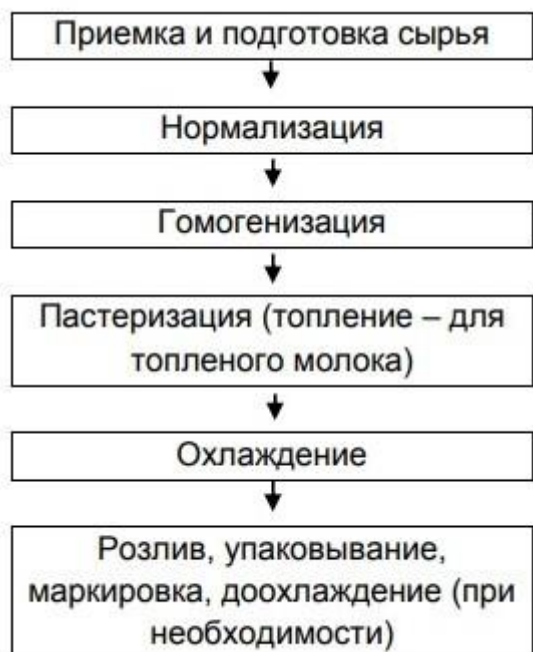 Приемка и подготовка сырья
Нормализация
Гомогенизация
Пастеризация (топление – для
топленого молока)
Охлаждение
Розлив, упаковывание,
маркировка, доохлаждение (при
необходимости)